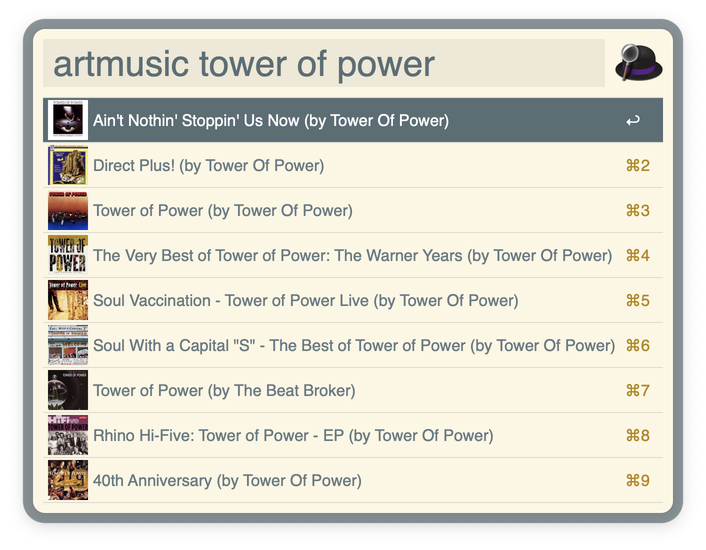 artmusic tower of power
Ain't Nothin' Stoppin' Us Now (by Tower Of Power)
Direct Plus! (by Tower Of Power) ⌘2
Tower of Power (by Tower Of Power) ⌘3
The Very Best of Tower of Power: The Warner Years (by Tower Of Power) ⌘4
Soul Vaccination - Tower of Power Live (by Tower Of Power) ⌘5
Soul With a Capital "S" - The Best of Tower of Power (by Tower Of Power) ⌘6
Tower of Power (by The Beat Broker) ⌘7
Rhino Hi-Five: Tower of Power - EP (by Tower Of Power) ⌘8
40th Anniversary (by Tower Of Power) ⌘9